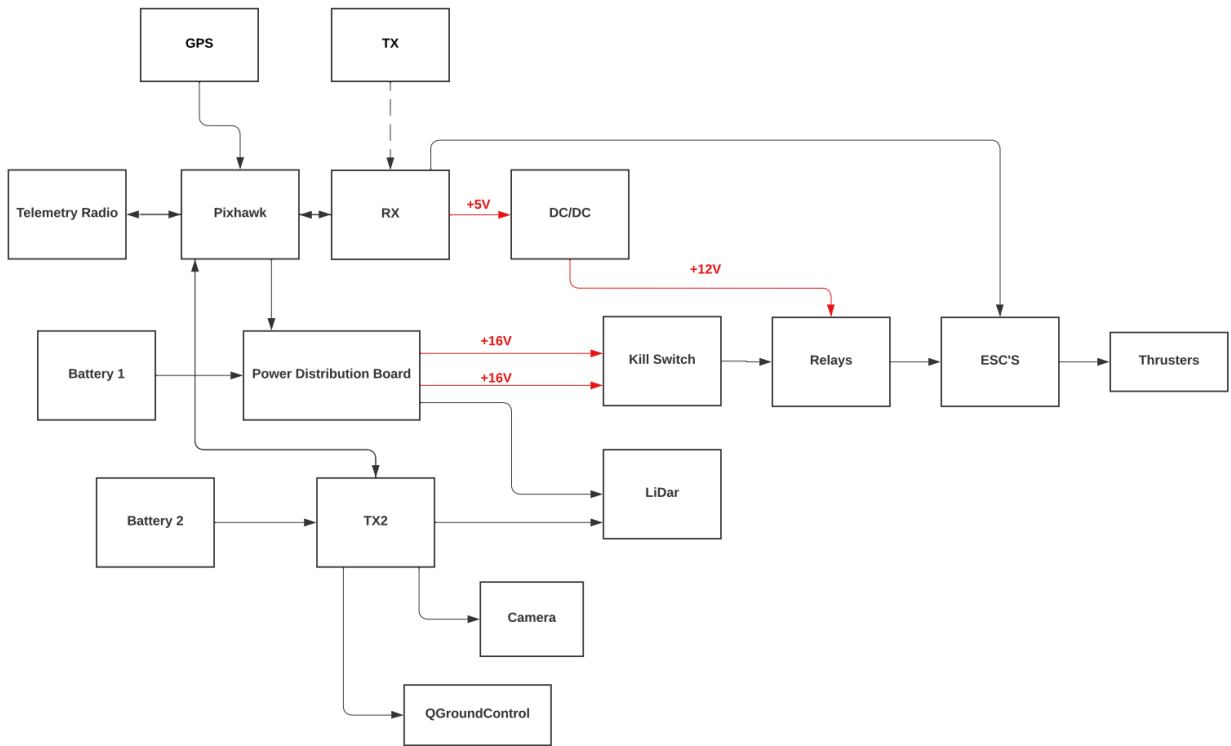 GPS
TX
Telemetry Radio
Pixhawk
RX
+5V
DC/DC
+12V
Battery 1
Power Distribution Board
+16V
+16V
Kill Switch
Relays
ESC'S
Thrusters
Battery 2
TX2
LiDar
Camera
QGroundControl